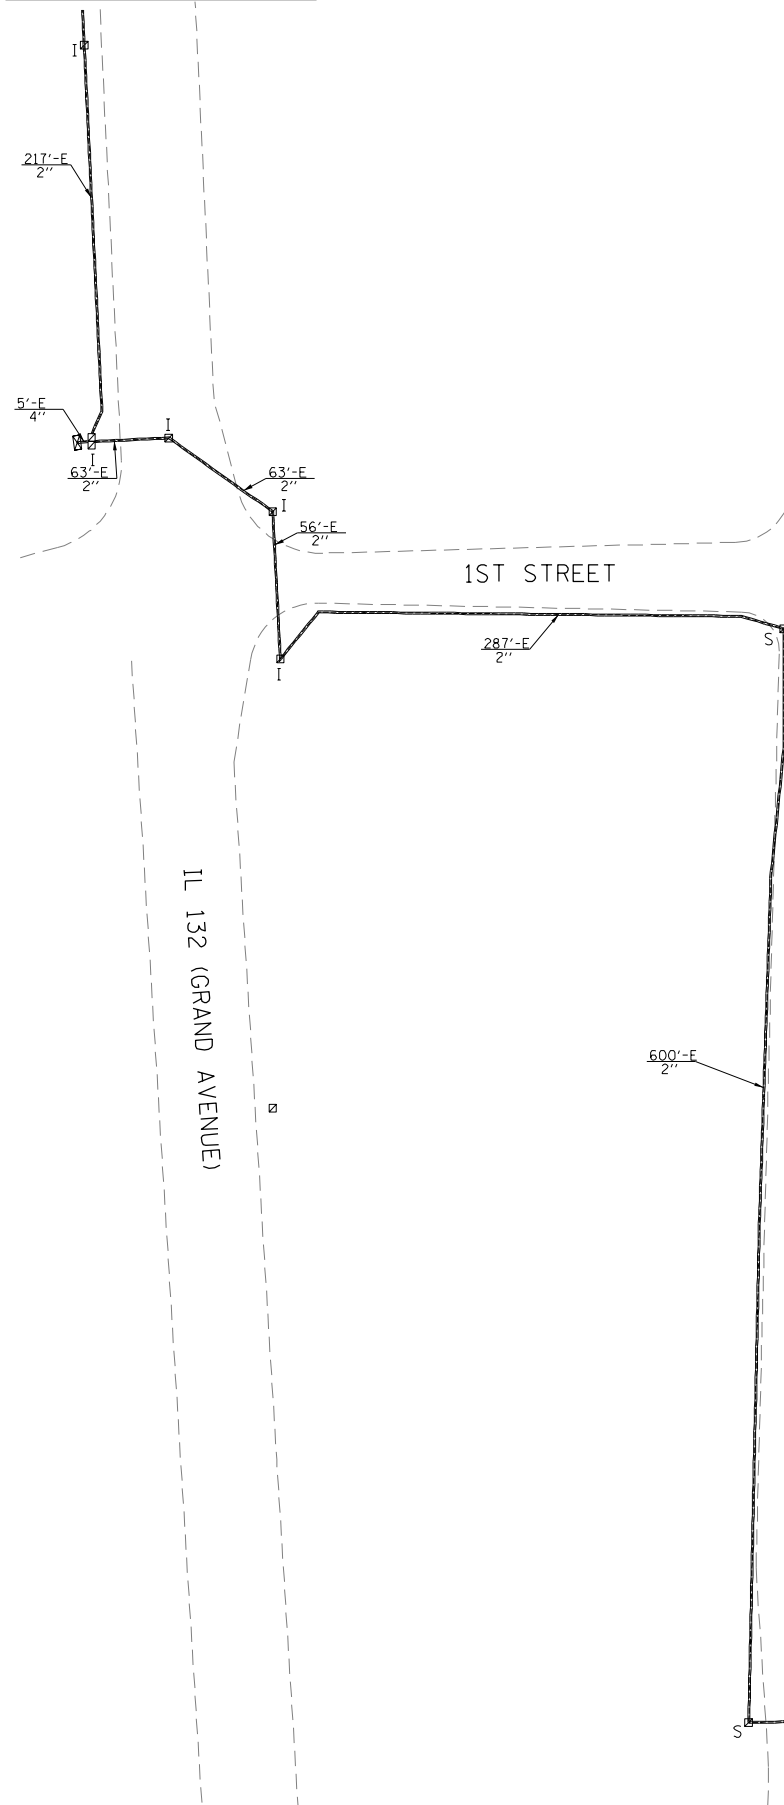 I
217'-E
2''
5'-E
4''
I
I
63'-E
2''
63'-E
2''
I
56'-E
2''
1ST STREET
287'-E
2''
S
I
IL 132 (GRAND AVENUE)
600'-E
2''
S